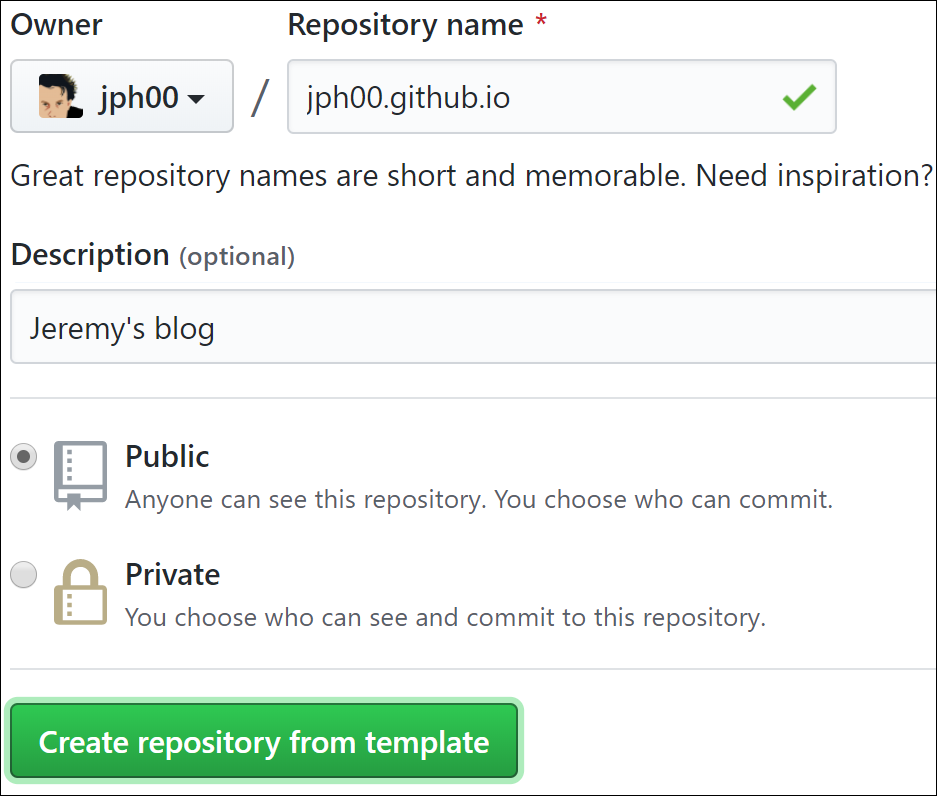 Owner Repository name *
jph00 / jph00.github.io
Great repository names are short and memorable. Need inspiration?
Description (optional)
Jeremy's blog
Public
Anyone can see this repository. You choose who can commit.
Private
You choose who can see and commit to this repository.
Create repository from template